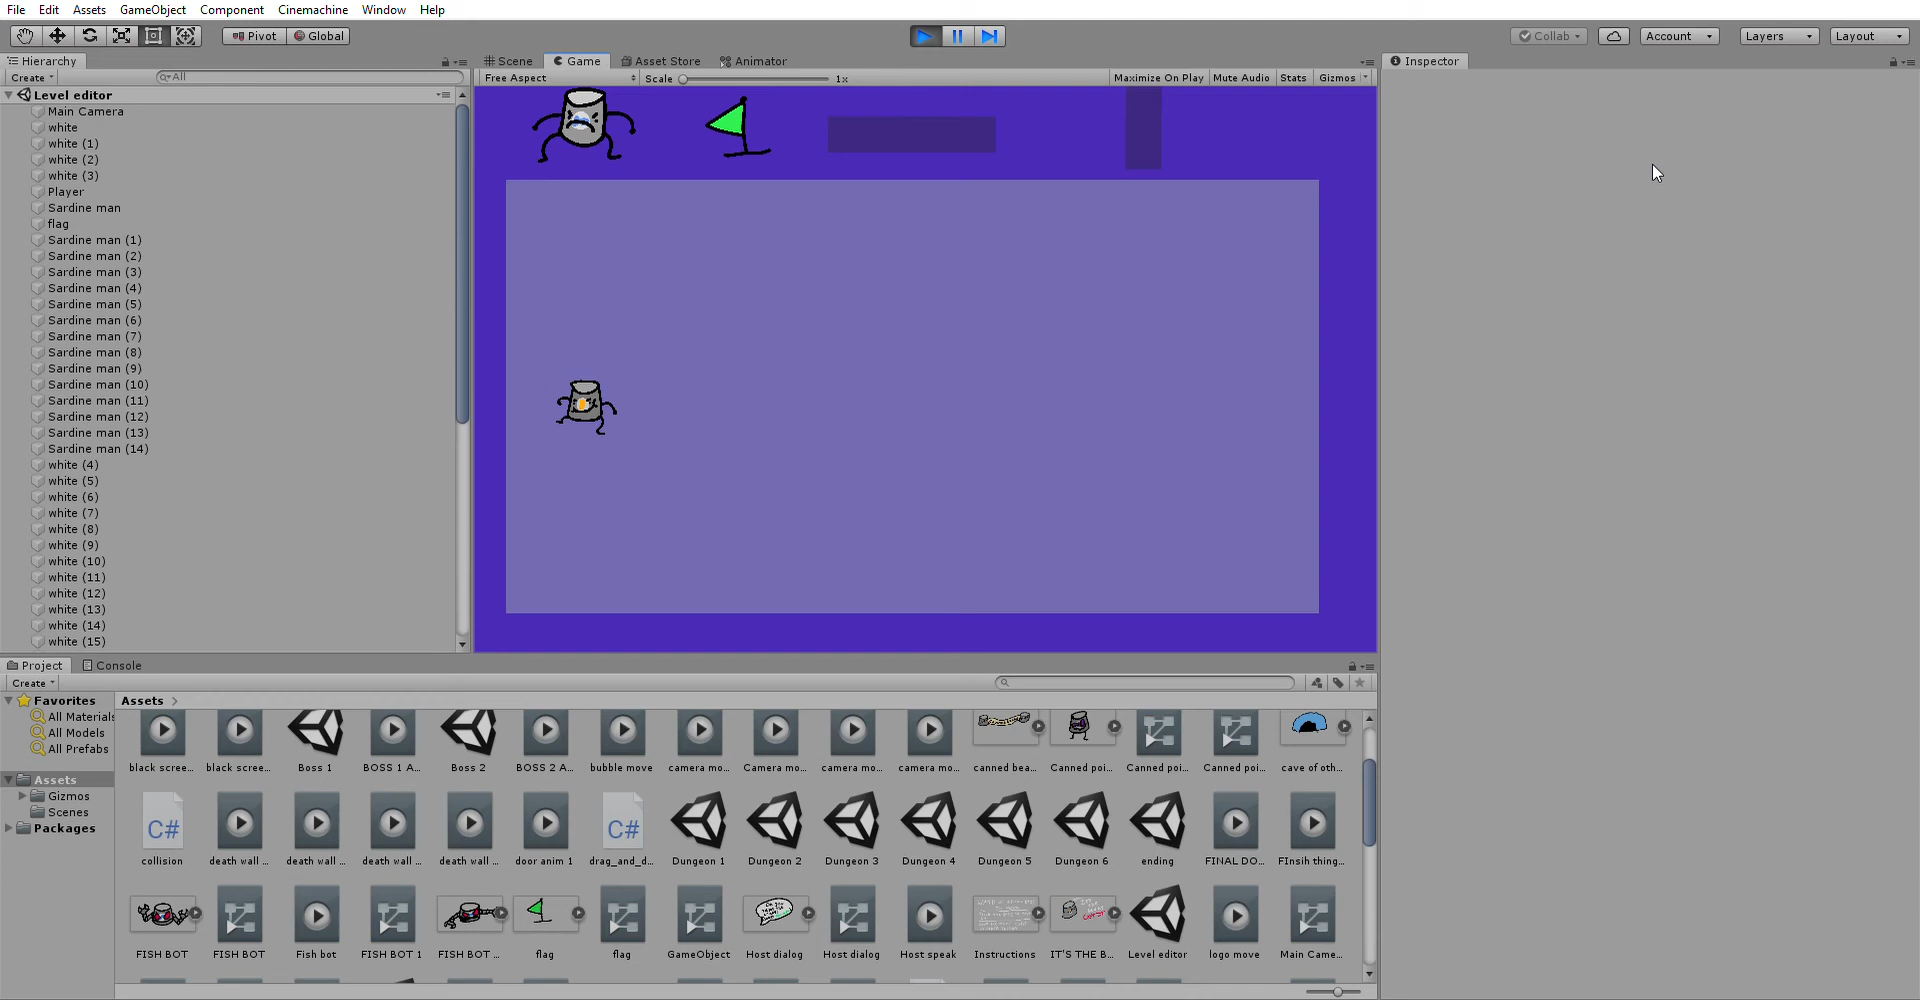 File Edit Assets GameObject Component Cinemachine Window Help
Pivot Global Collab Account Layers Layout
Hierarchy
Create All
Level editor
Main Camera
white
white (1)
white (2)
white (3)
Player
Sardine man
flag
Sardine man (1)
Sardine man (2)
Sardine man (3)
Sardine man (4)
Sardine man (5)
Sardine man (6)
Sardine man (7)
Sardine man (8)
Sardine man (9)
Sardine man (10)
Sardine man (11)
Sardine man (12)
Sardine man (13)
Sardine man (14)
white (4)
white (5)
white (6)
white (7)
white (8)
white (9)
white (10)
white (11)
white (12)
white (13)
white (14)
white (15)
Scene Game Asset Store Animator
Free Aspect Scale 1x Maximize On Play Mute Audio Stats Gizmos
Inspector
Project Console
Create
Favorites
All Materials
All Models
All Prefabs
Assets
Gizmos
Scenes
Packages
Assets
black scree... black scree... Boss 1 BOSS 1 A... Boss 2 BOSS 2 A... bubble move camera mo... Camera mo... camera mo... camera mo... canned bea... Canned poi... Canned poi... Canned poi... cave of oth...
C# C#
collision death wall ... death wall ... death wall ... death wall ... door anim 1 drag_and_d... Dungeon 1 Dungeon 2 Dungeon 3 Dungeon 4 Dungeon 5 Dungeon 6 ending FINAL DO... FInsih thing...
FISH BOT FISH BOT Fish bot FISH BOT 1 FISH BOT ... flag flag GameObject Host dialog Host dialog Host speak Instructions IT'S THE B... Level editor logo move Main Came...